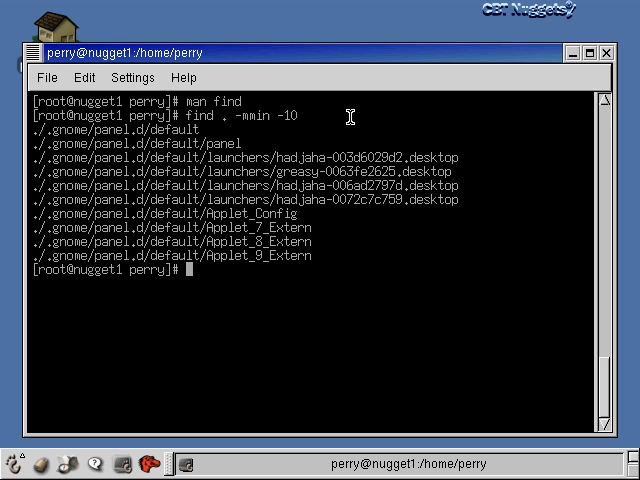 CBT Nuggets
perry@nugget1:/home/perry
File Edit Settings Help
[root@nugget1 perry]# man find
[root@nugget1 perry]# find . -mmin -10
./.gnome/panel.d/default
./.gnome/panel.d/default/panel
./.gnome/panel.d/default/launchers/hadjaha-003d6029d2.desktop
./.gnome/panel.d/default/launchers/greasy-0063fe2625.desktop
./.gnome/panel.d/default/launchers/hadjaha-006ad2797d.desktop
./.gnome/panel.d/default/launchers/hadjaha-0072c7c759.desktop
./.gnome/panel.d/default/Applet_Config
./.gnome/panel.d/default/Applet_7_Extern
./.gnome/panel.d/default/Applet_8_Extern
./.gnome/panel.d/default/Applet_9_Extern
[root@nugget1 perry]#
perry@nugget1:/home/perry